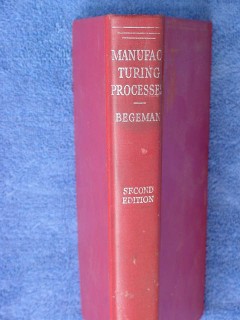 MANUFAC
TURING
PROCESSES
BEGEMAN
SECOND
EDITION